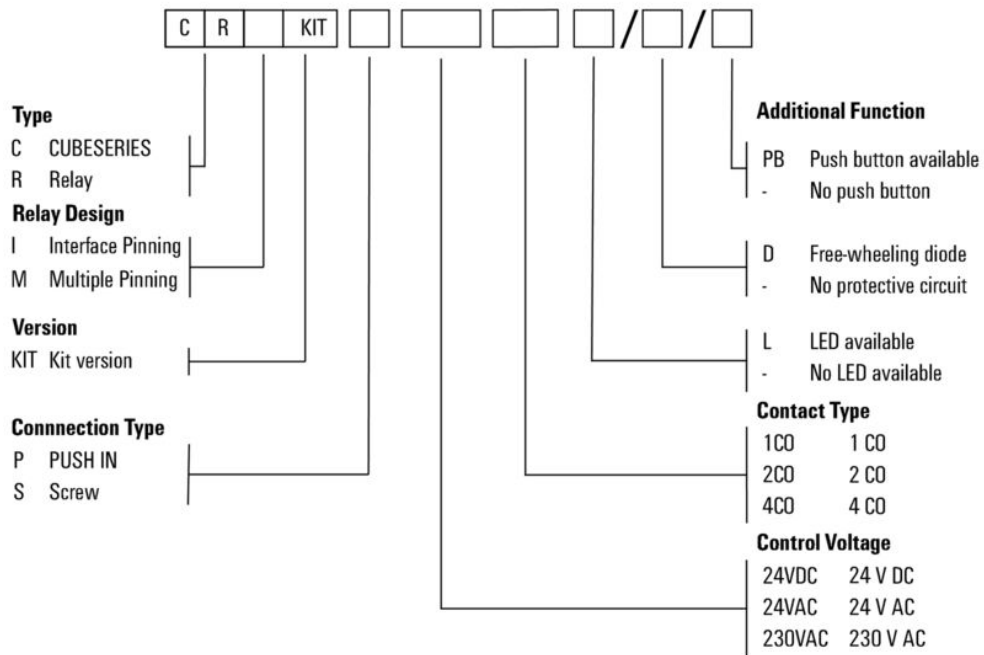 C R KIT / /
Type
C CUBESERIES
R Relay
Relay Design
I Interface Pinning
M Multiple Pinning
Version
KIT Kit version
Connnection Type
P PUSH IN
S Screw
Additional Function
PB Push button available
- No push button
D Free-wheeling diode
- No protective circuit
L LED available
- No LED available
Contact Type
1CO 1 CO
2CO 2 CO
4CO 4 CO
Control Voltage
24VDC 24 V DC
24VAC 24 V AC
230VAC 230 V AC